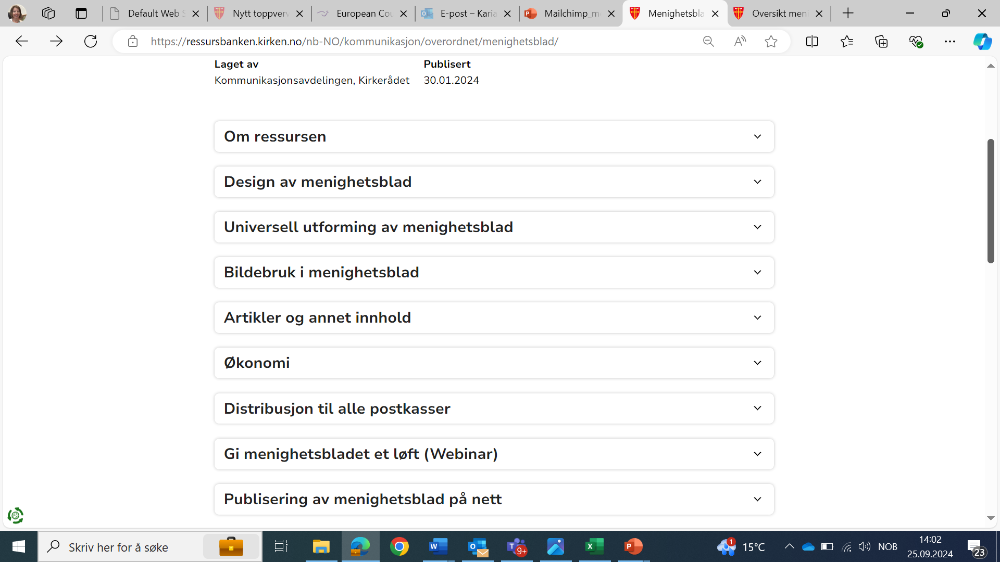 Default Web S
Nytt toppverv
European Cou
E-post – Karia
Mailchimp_m
Menighetsbla
Oversikt meni
https://ressursbanken.kirken.no/nb-NO/kommunikasjon/overordnet/menighetsblad/
Laget av
Publisert
Kommunikasjonsavdelingen, Kirkerådet
30.01.2024
Om ressursen
Design av menighetsblad
Universell utforming av menighetsblad
Bildebruk i menighetsblad
Artikler og annet innhold
Økonomi
Distribusjon til alle postkasser
Gi menighetsbladet et løft (Webinar)
Publisering av menighetsblad på nett
Skriv her for å søke
9+
1
15°C
NOB
14:02
25.09.2024
23